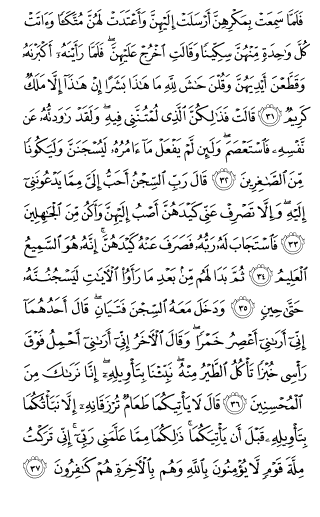 فَلَمَّا سَمِعَتْ بِمَكْرِهِنَّ أَرْسَلَتْ إِلَيْهِنَّ وَأَعْتَدَتْ لَهُنَّ مُتَّكَـًٔا وَءَاتَتْ
كُلَّ وَٰحِدَةٍ مِّنْهُنَّ سِكِّينًا وَقَالَتِ ٱخْرُجْ عَلَيْهِنَّ ۖ فَلَمَّا رَأَيْنَهُۥٓ أَكْبَرْنَهُۥ
وَقَطَّعْنَ أَيْدِيَهُنَّ وَقُلْنَ حَٰشَ لِلَّهِ مَا هَٰذَا بَشَرًا إِنْ هَٰذَآ إِلَّا مَلَكٌ
كَرِيمٌ ﴿٣١﴾ قَالَتْ فَذَٰلِكُنَّ ٱلَّذِى لُمْتُنَّنِى فِيهِ ۖ وَلَقَدْ رَٰوَدتُّهُۥ عَن
نَّفْسِهِۦ فَٱسْتَعْصَمَ ۖ وَلَئِن لَّمْ يَفْعَلْ مَآ ءَامُرُهُۥ لَيُسْجَنَنَّ وَلَيَكُونًا
مِّنَ ٱلصَّٰغِرِينَ ﴿٣٢﴾ قَالَ رَبِّ ٱلسِّجْنُ أَحَبُّ إِلَىَّ مِمَّا يَدْعُونَنِىٓ
إِلَيْهِ ۖ وَإِلَّا تَصْرِفْ عَنِّى كَيْدَهُنَّ أَصْبُ إِلَيْهِنَّ وَأَكُن مِّنَ ٱلْجَٰهِلِينَ
﴿٣٣﴾ فَٱسْتَجَابَ لَهُۥ رَبُّهُۥ فَصَرَفَ عَنْهُ كَيْدَهُنَّ ۚ إِنَّهُۥ هُوَ ٱلسَّمِيعُ
ٱلْعَلِيمُ ﴿٣٤﴾ ثُمَّ بَدَا لَهُم مِّنۢ بَعْدِ مَا رَأَوُا۟ ٱلْـَٔايَٰتِ لَيَسْجُنُنَّهُۥ
حَتَّىٰ حِينٍ ﴿٣٥﴾ وَدَخَلَ مَعَهُ ٱلسِّجْنَ فَتَيَانِ ۖ قَالَ أَحَدُهُمَآ
إِنِّىٓ أَرَىٰنِىٓ أَعْصِرُ خَمْرًا ۖ وَقَالَ ٱلْـَٔاخَرُ إِنِّىٓ أَرَىٰنِىٓ أَحْمِلُ فَوْقَ
رَأْسِى خُبْزًا تَأْكُلُ ٱلطَّيْرُ مِنْهُ ۖ نَبِّئْنَا بِتَأْوِيلِهِۦٓ ۖ إِنَّا نَرَىٰكَ مِنَ
ٱلْمُحْسِنِينَ ﴿٣٦﴾ قَالَ لَا يَأْتِيكُمَا طَعَامٌ تُرْزَقَانِهِۦٓ إِلَّا نَبَّأْتُكُمَا
بِتَأْوِيلِهِۦ قَبْلَ أَن يَأْتِيَكُمَا ۚ ذَٰلِكُمَا مِمَّا عَلَّمَنِى رَبِّىٓ ۚ إِنِّى تَرَكْتُ
مِلَّةَ قَوْمٍ لَّا يُؤْمِنُونَ بِٱللَّهِ وَهُم بِٱلْـَٔاخِرَةِ هُمْ كَٰفِرُونَ ﴿٣٧﴾